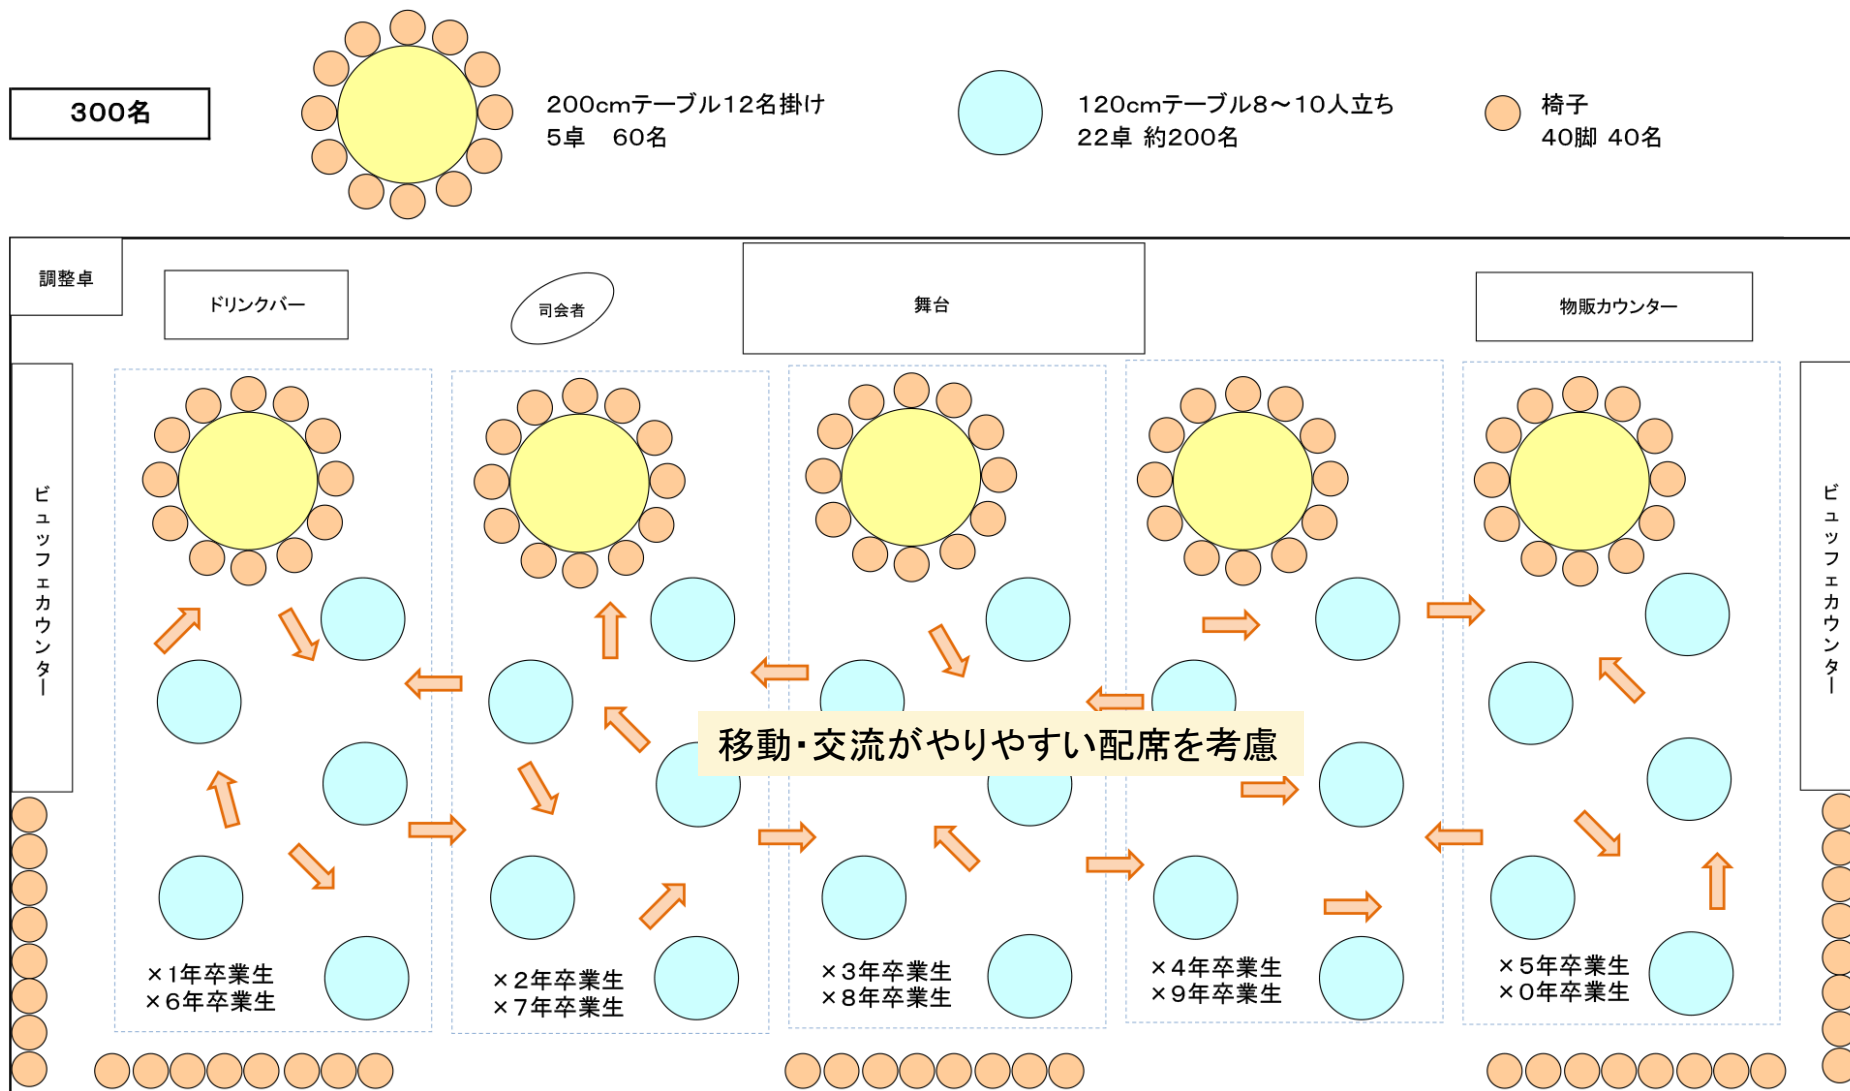 300名
200cmテーブル12名掛け
5卓　60名
120cmテーブル8～10人立ち
22卓 約200名
椅子
40脚 40名
調整卓
ドリンクバー
司会者
舞台
物販カウンター
ビュッフェカウンター
ビュッフェカウンター
移動・交流がやりやすい配席を考慮
×1年卒業生
×6年卒業生
×2年卒業生
×7年卒業生
×3年卒業生
×8年卒業生
×4年卒業生
×9年卒業生
×5年卒業生
×0年卒業生